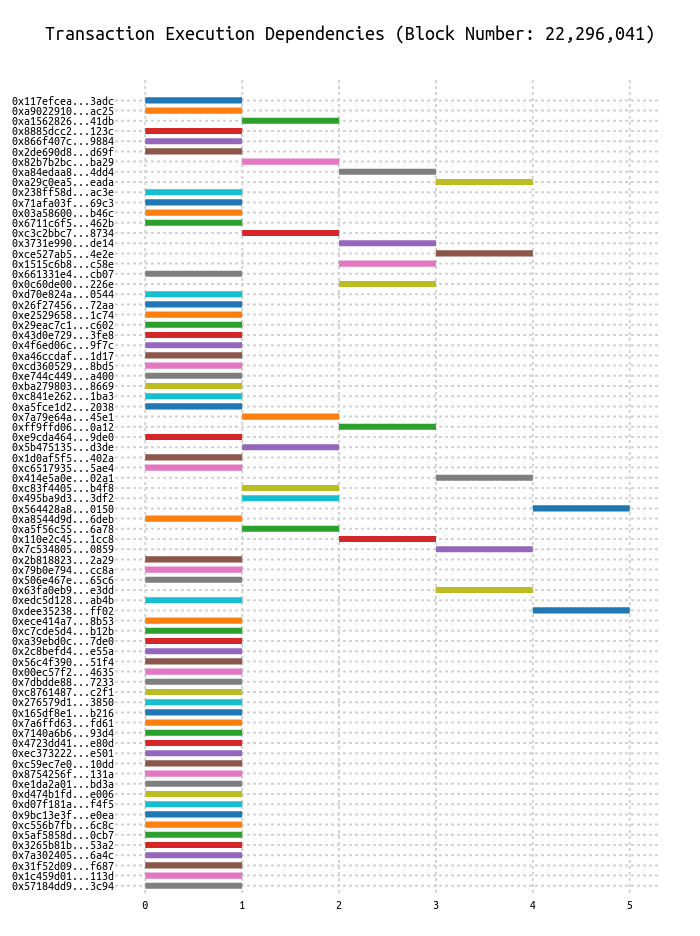 Transaction Execution Dependencies (Block Number: 22,296,041)
0x117efcea...3adc
0xa9022910...ac25
0xa1562826...41db
0x8885dcc2...123c
0x866f407c...9884
0x2de690d8...d69f
0x82b7b2bc...ba29
0xa84edaa8...4dd4
0xa29c0ea5...eada
0x238ff58d...ac3e
0x71afa03f...69c3
0x03a58600...b46c
0x6711c6f5...462b
0xc3c2bbc7...8734
0x3731e990...de14
0xce527ab5...4e2e
0x1515c6b8...c58e
0x661331e4...cb07
0x0c60de00...226e
0xd70e824a...0544
0x26f27456...72aa
0xe2529658...1c74
0x29eac7c1...c602
0x43d0e729...3fe8
0x4f6ed06c...9f7c
0xa46ccdaf...1d17
0xcd360529...8bd5
0xe744c449...a400
0xba279803...8669
0xc841e262...1ba3
0xa5fce1d2...2038
0x7a79e64a...45e1
0xff9ffd06...0a12
0xe9cda464...9de0
0x5b475135...d3de
0x1d0af5f5...402a
0xc6517935...5ae4
0x414e5a0e...02a1
0xc83f4405...b4f8
0x495ba9d3...3df2
0x564428a8...0150
0xa8544d9d...6deb
0xa5f56c55...6a78
0x110e2c45...1cc8
0x7c534805...0859
0x2b818823...2a29
0x79b0e794...cc8a
0x506e467e...65c6
0x63fa0eb9...e3dd
0xedc5d128...ab4b
0xdee35238...ff02
0xece414a7...8b53
0xc7cde5d4...b12b
0xa39ebd0c...7de0
0x2c8befd4...e55a
0x56c4f390...51f4
0x00ec57f2...4635
0x7dbdde88...7233
0xc8761487...c2f1
0x276579d1...3850
0x165df8e1...b216
0x7a6ffd63...fd61
0x7140a6b6...93d4
0x4723dd41...e80d
0xec373222...e501
0xc59ec7e0...10dd
0x8754256f...131a
0xe1da2a01...bd3a
0xd474b1fd...e006
0xd07f181a...f4f5
0x9bc13e3f...e0ea
0xc556b7fb...6c8c
0x5af5858d...0cb7
0x3265b81b...53a2
0x7a302405...6a4c
0x31f52d09...f687
0x1c459d01...113d
0x57184dd9...3c94
0 1 2 3 4 5